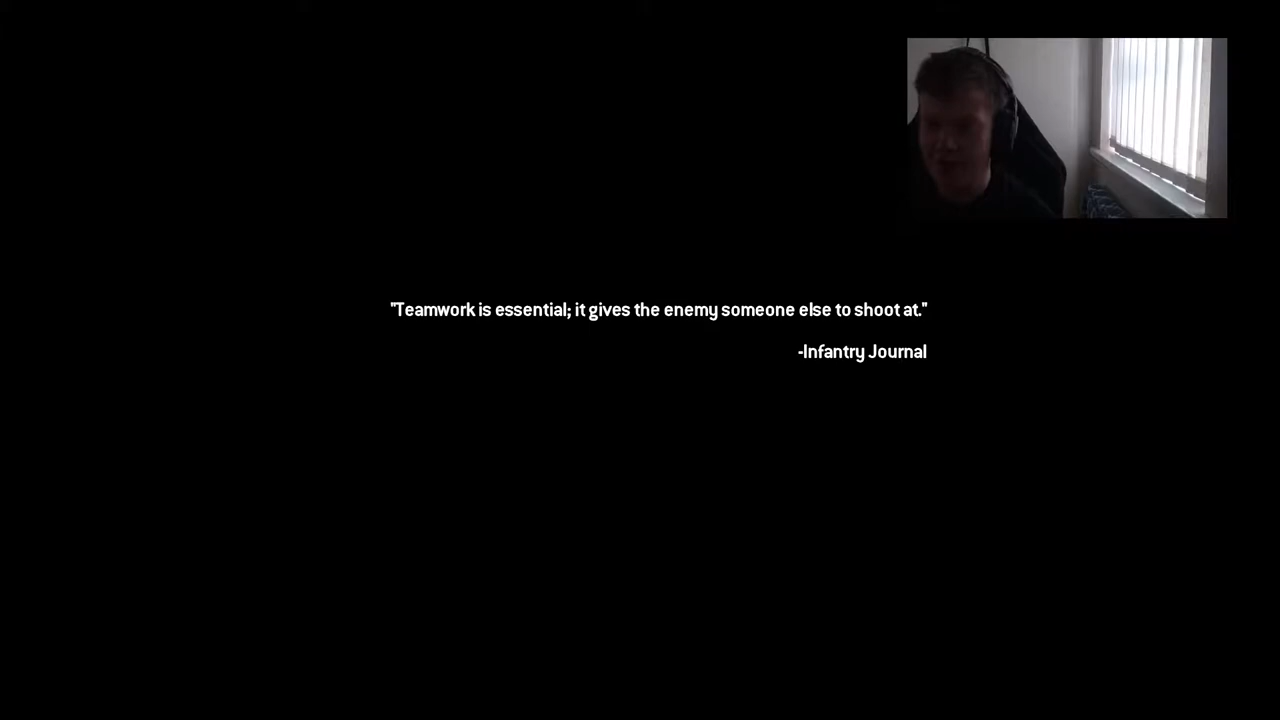 "Teamwork is essential; it gives the enemy someone else to shoot at."
-Infantry Journal